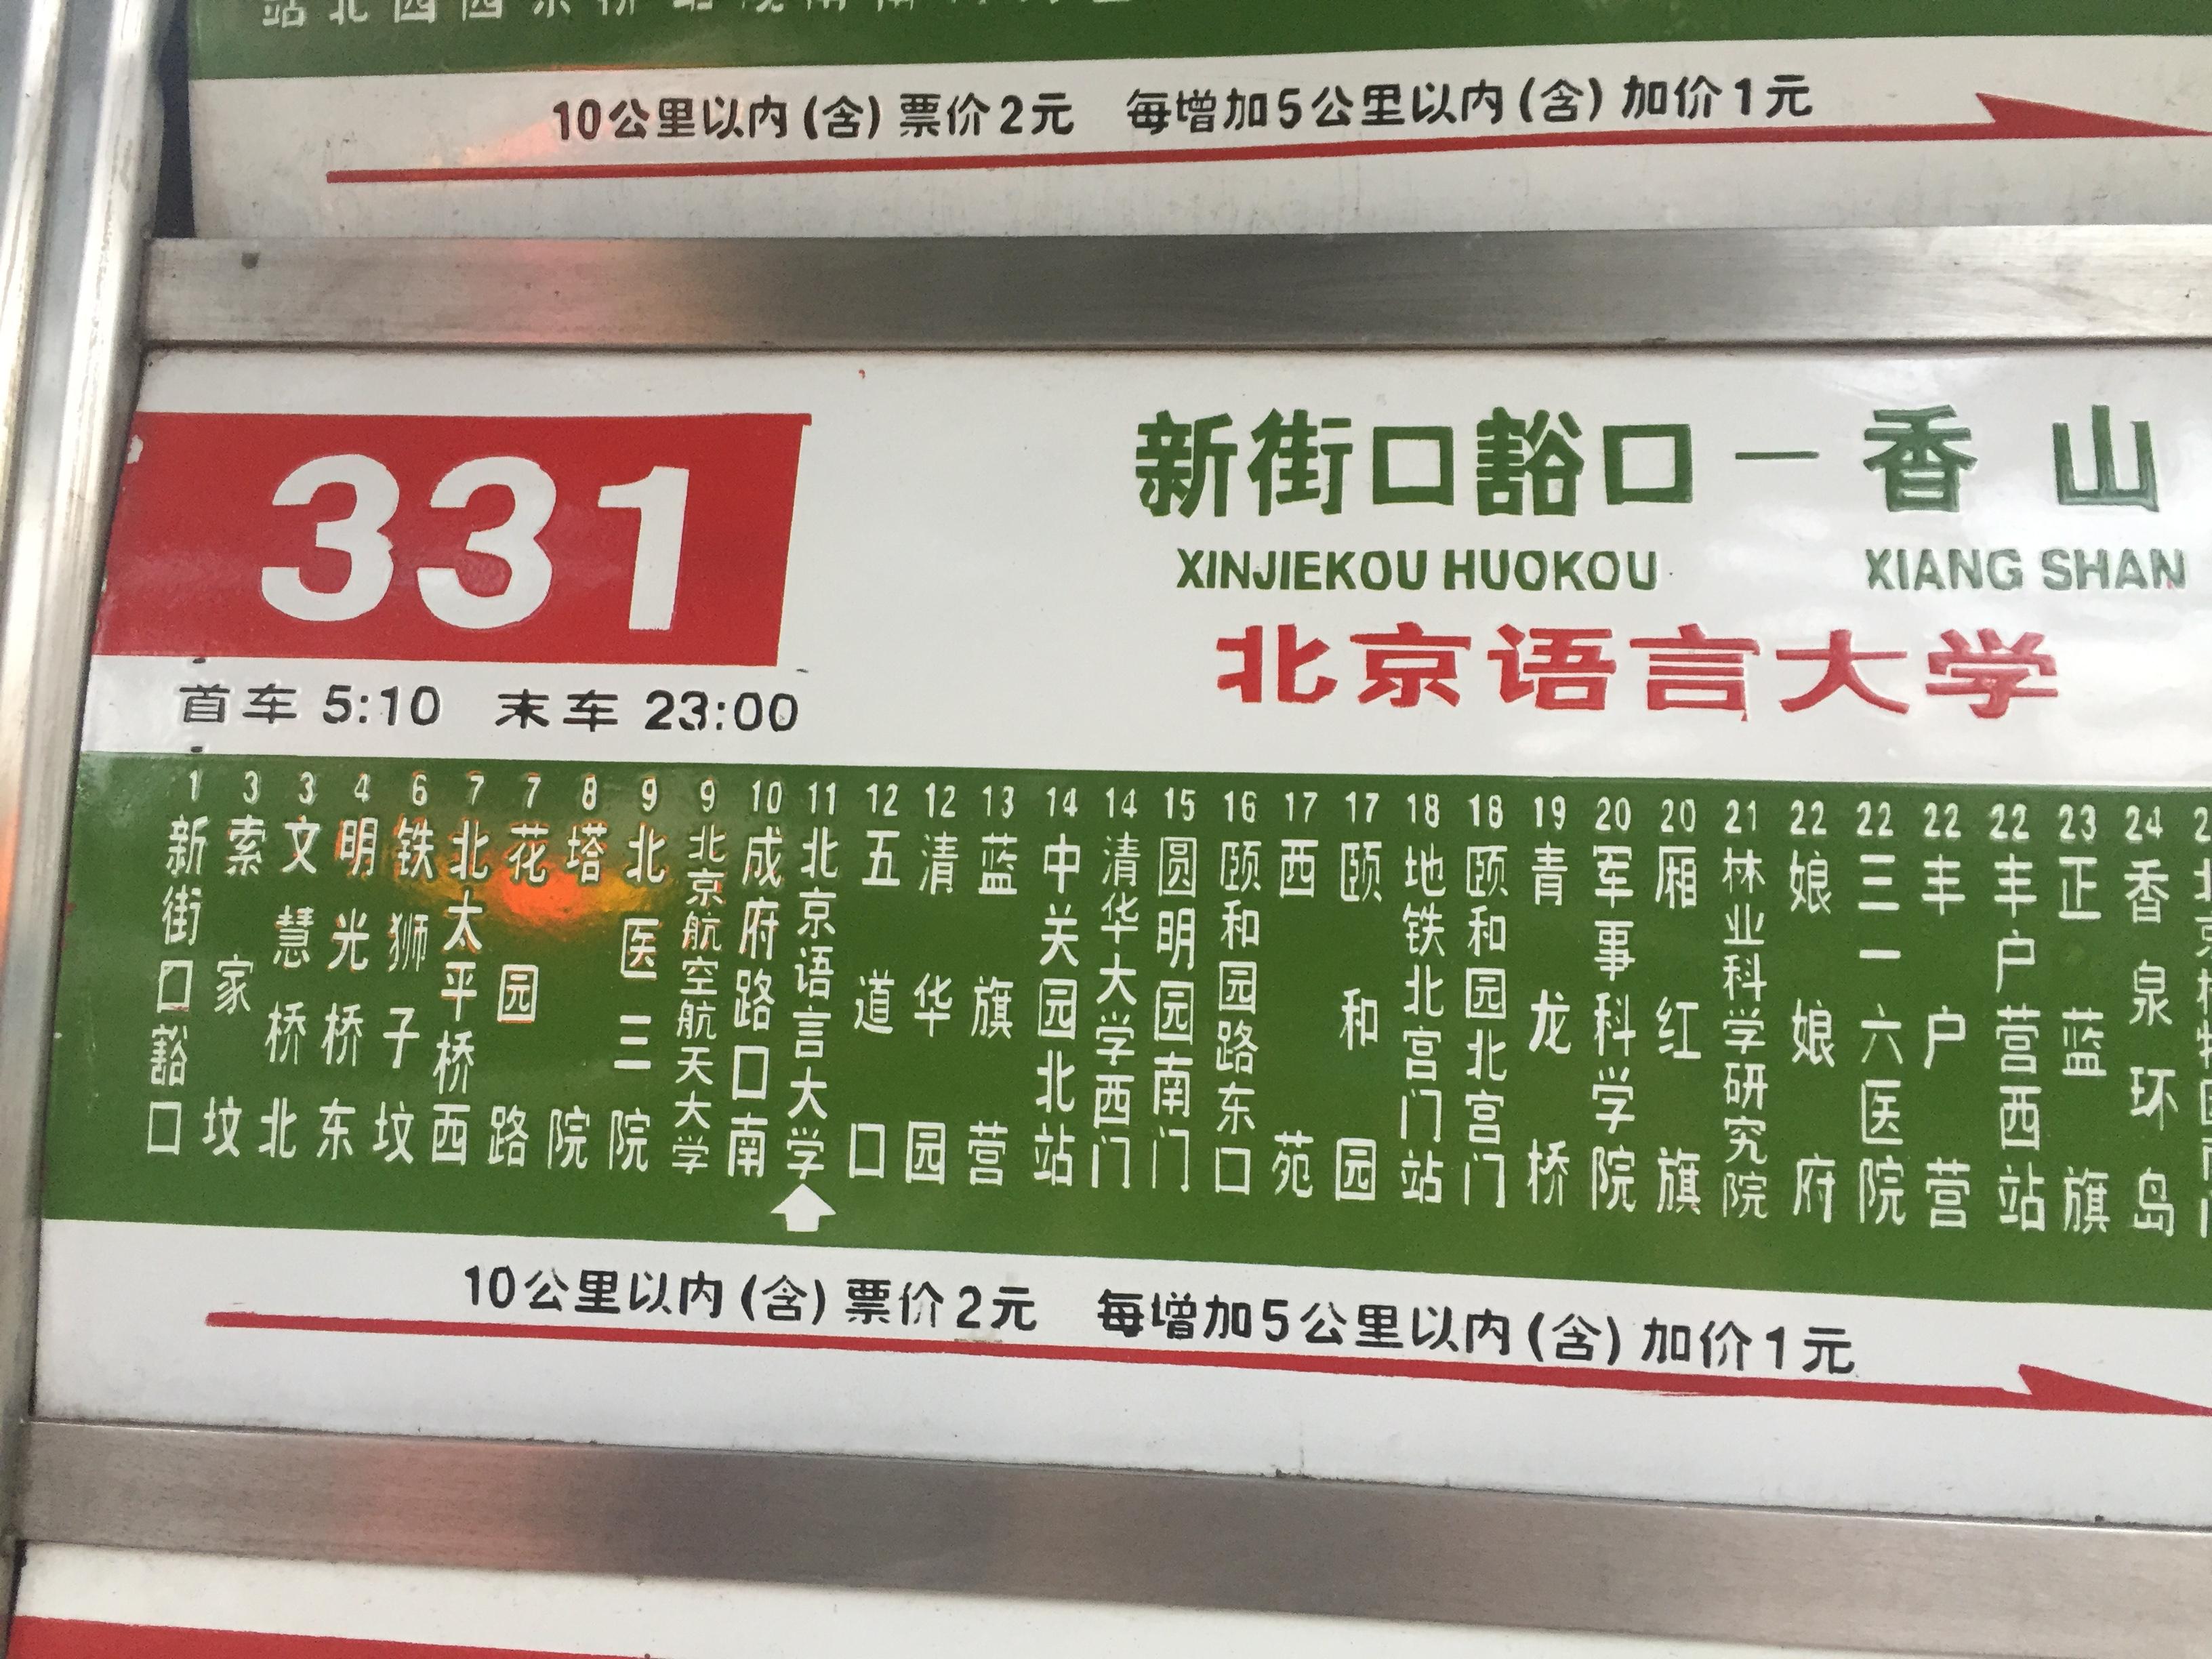 10公里以内(含)票价2元 每增加5公里以内(含)加价1元
331
新街口豁口—香山
XINJIEKOU HUOKOU XIANG SHAN
北京语言大学
首车 5:10 末车 23:00
1 新街口豁口
3 索家坟
3 文慧桥北
4 明光桥东
6 铁狮子坟
7 北太平桥西
7 花园路
8 塔院
9 北医三院
9 北京航空航天大学
10 成府路口南
11 北京语言大学
12 五道口
12 清华园
13 蓝旗营
14 中关园北站
14 清华大学西门
15 圆明园南门
16 颐和园路东口
17 西苑
17 颐和园
18 地铁北宫门站
18 颐和园北宫门
19 青龙桥
20 军事科学院
20 厢红旗
21 林业科学研究院
22 娘娘府
22 三一六医院
22 丰户营
22 丰户营西站
23 正蓝旗
24 香泉环岛
10公里以内(含)票价2元 每增加5公里以内(含)加价1元